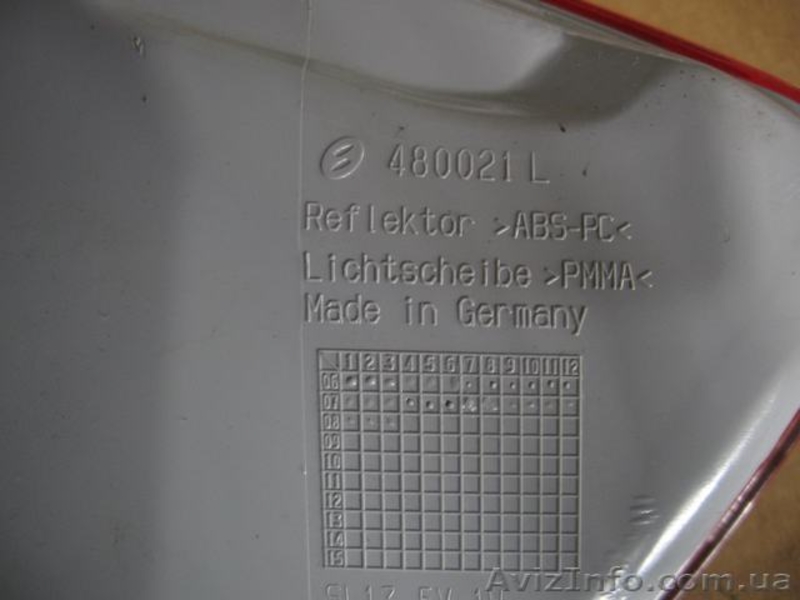 480021 L
Reflektor >ABS-PC<
Lichtscheibe >PMMA<
Made in Germany
1 2 3 4 5 6 7 8 9 10 11 12
06
07
08
09
10
11
12
13
14
15
AvizInfo.com.ua